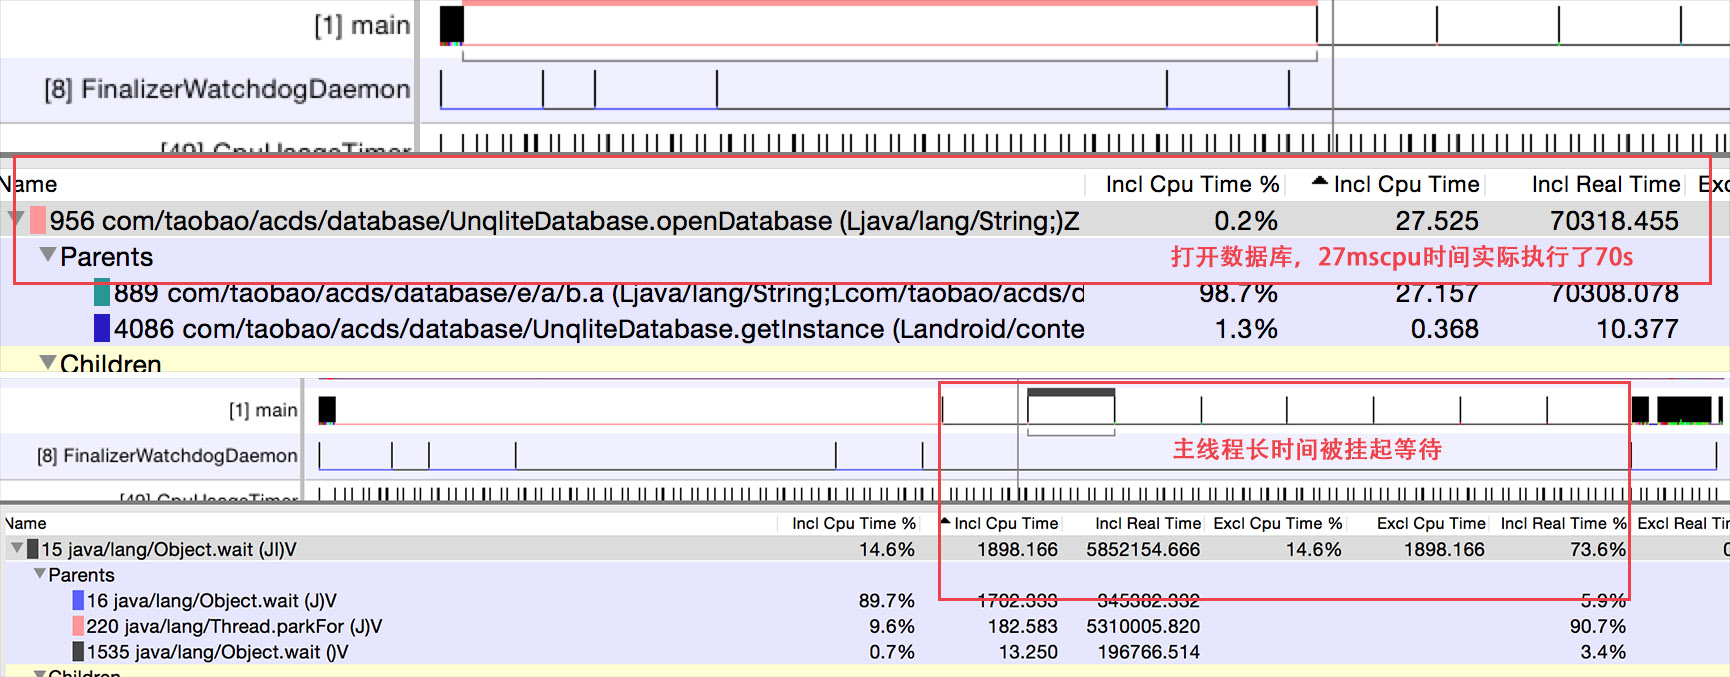 [1] main
[8] FinalizerWatchdogDaemon
[49] CpuUsageTimer
Name Incl Cpu Time % Incl Cpu Time Incl Real Time
956 com/taobao/acds/database/UnqliteDatabase.openDatabase (Ljava/lang/String;)Z 0.2% 27.525 70318.455
Parents
打开数据库，27mscpu时间实际执行了70s
889 com/taobao/acds/database/e/a/b.a (Ljava/lang/String;Lcom/taobao/acds/d 98.7% 27.157 70308.078
4086 com/taobao/acds/database/UnqliteDatabase.getInstance (Landroid/conte 1.3% 0.368 10.377
Children
[1] main
[8] FinalizerWatchdogDaemon
主线程长时间被挂起等待
[49] CpuUsageTimer
Name Incl Cpu Time % Incl Cpu Time Incl Real Time Excl Cpu Time % Excl Cpu Time Incl Real Time % Excl Real
15 java/lang/Object.wait (JI)V 14.6% 1898.166 5852154.666 14.6% 1898.166 73.6%
Parents
16 java/lang/Object.wait (J)V 89.7% 1702.333 345382.332 5.9%
220 java/lang/Thread.parkFor (J)V 9.6% 182.583 5310005.820 90.7%
1535 java/lang/Object.wait ()V 0.7% 13.250 196766.514 3.4%
Children